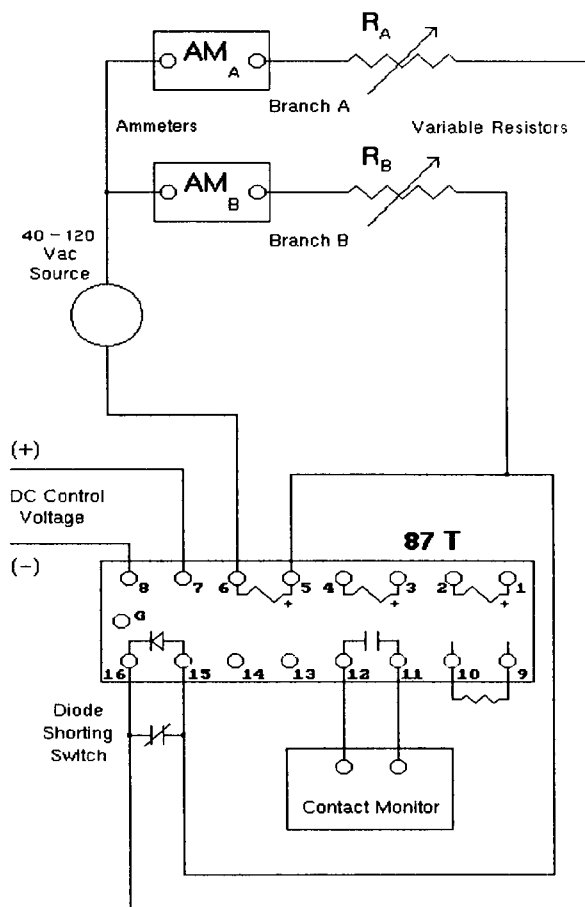 AM A
R A
Branch A
Ammeters
Variable Resistors
AM B
R B
Branch B
40 – 120
Vac
Source
(+)
DC Control
Voltage
(–)
87 T
8 7 6 5 4 3 2 1
+ + +
G
16 15 14 13 12 11 10 9
Diode
Shorting
Switch
Contact Monitor